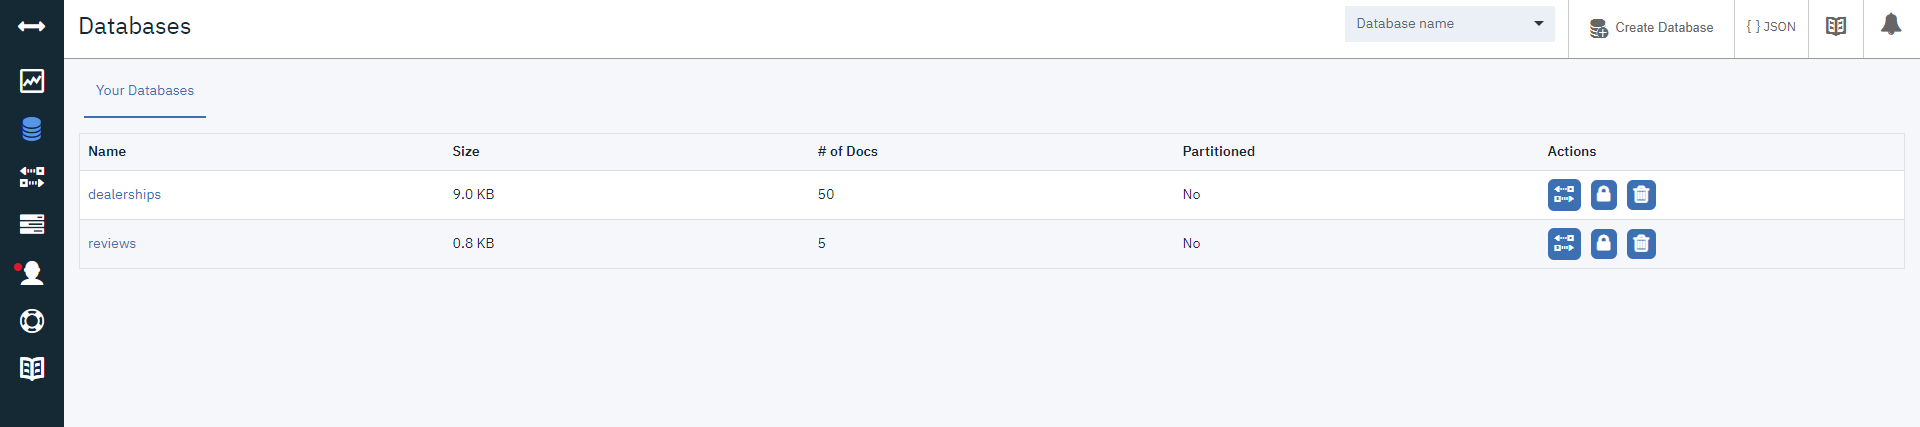 Databases
Database name
Create Database
{ } JSON
Your Databases
Name Size # of Docs Partitioned Actions
dealerships 9.0 KB 50 No
reviews 0.8 KB 5 No